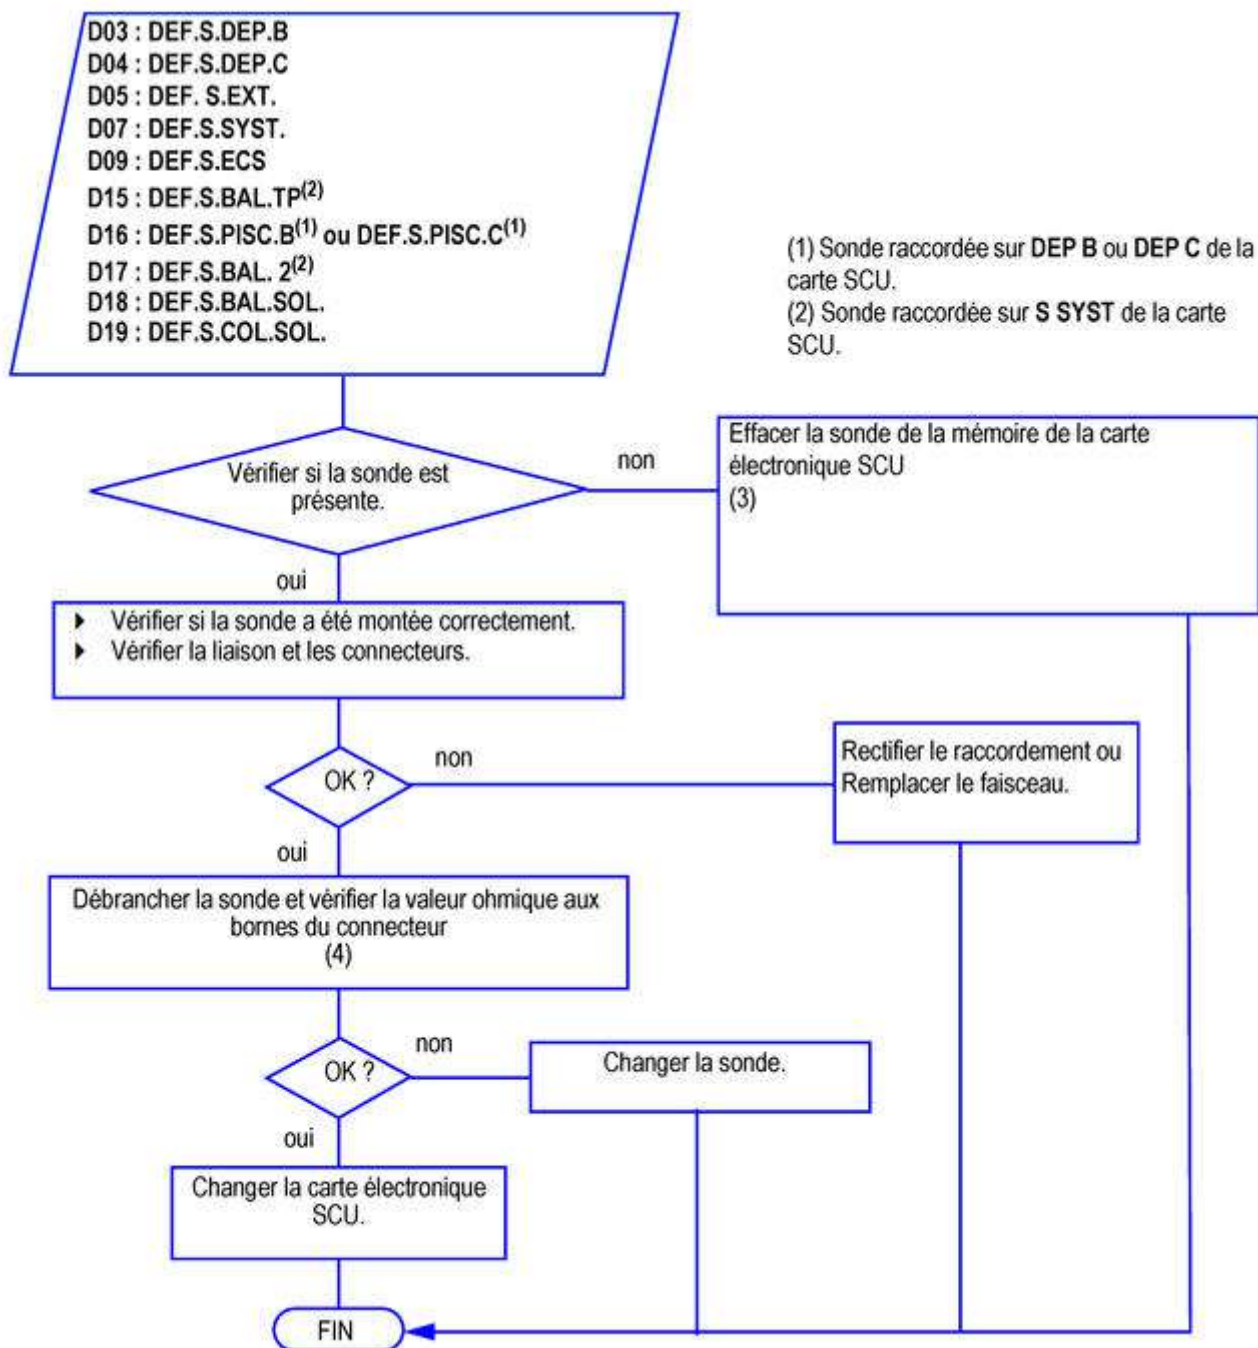 D03 : DEF.S.DEP.B
D04 : DEF.S.DEP.C
D05 : DEF. S.EXT.
D07 : DEF.S.SYST.
D09 : DEF.S.ECS
D15 : DEF.S.BAL.TP(2)
D16 : DEF.S.PISC.B(1) ou DEF.S.PISC.C(1)
D17 : DEF.S.BAL. 2(2)
D18 : DEF.S.BAL.SOL.
D19 : DEF.S.COL.SOL.
(1) Sonde raccordée sur DEP B ou DEP C de la
carte SCU.
(2) Sonde raccordée sur S SYST de la carte
SCU.
Vérifier si la sonde est
présente.
non
Effacer la sonde de la mémoire de la carte
électronique SCU
(3)
oui
Vérifier si la sonde a été montée correctement.
Vérifier la liaison et les connecteurs.
OK ?
non
Rectifier le raccordement ou
Remplacer le faisceau.
oui
Débrancher la sonde et vérifier la valeur ohmique aux
bornes du connecteur
(4)
OK ?
non
Changer la sonde.
oui
Changer la carte électronique
SCU.
FIN